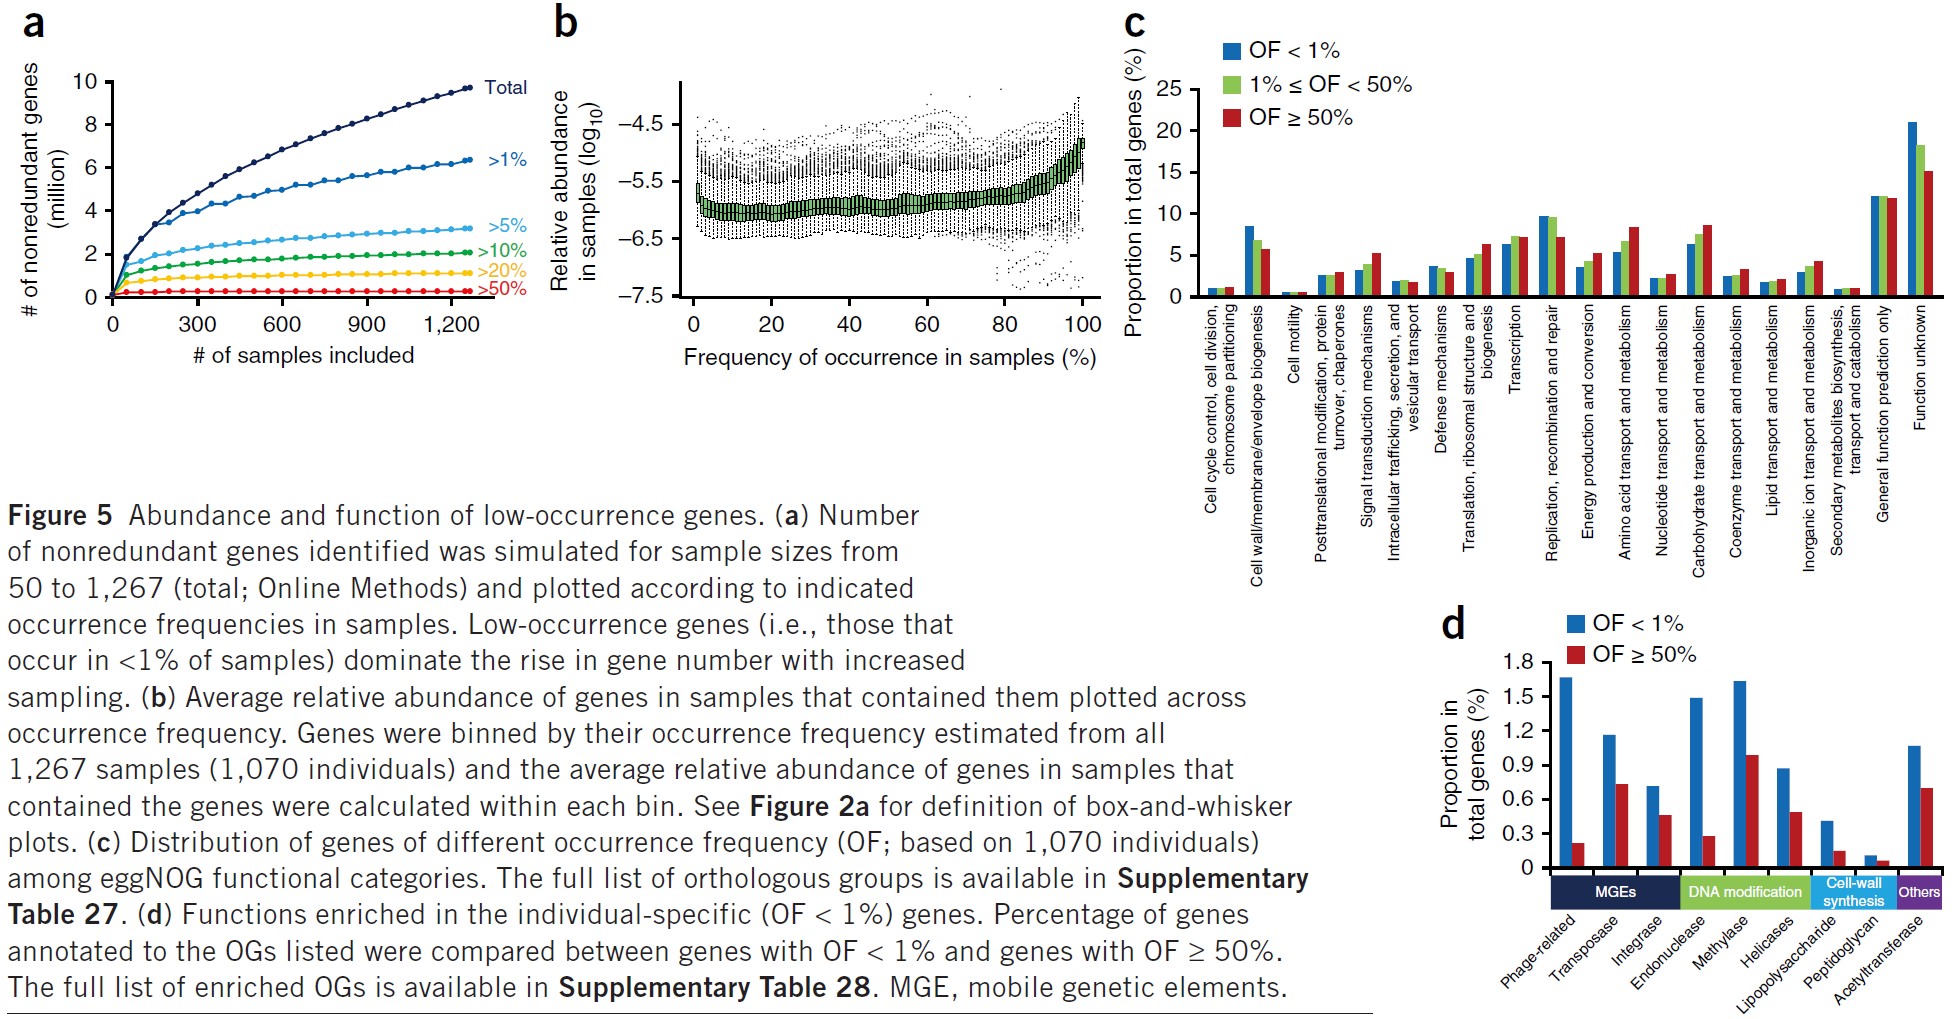 a
# of nonredundant genes
(million)
10
8
6
4
2
0
Total
>1%
>5%
>10%
>20%
>50%
0 300 600 900 1,200
# of samples included
b
Relative abundance
in samples (log10)
–4.5
–5.5
–6.5
–7.5
0 20 40 60 80 100
Frequency of occurrence in samples (%)
c
OF < 1%
1% ≤ OF < 50%
OF ≥ 50%
Proportion in total genes (%)
25
20
15
10
5
0
Cell cycle control, cell division,
chromosome partitioning
Cell wall/membrane/envelope biogenesis
Cell motility
Posttranslational modification, protein
turnover, chaperones
Signal transduction mechanisms
Intracellular trafficking, secretion, and
vesicular transport
Defense mechanisms
Translation, ribosomal structure and
biogenesis
Transcription
Replication, recombination and repair
Energy production and conversion
Amino acid transport and metabolism
Nucleotide transport and metabolism
Carbohydrate transport and metabolism
Coenzyme transport and metabolism
Lipid transport and metabolism
Inorganic ion transport and metabolism
Secondary metabolites biosynthesis,
transport and catabolism
General function prediction only
Function unknown
Figure 5 Abundance and function of low-occurrence genes. (a) Number
of nonredundant genes identified was simulated for sample sizes from
50 to 1,267 (total; Online Methods) and plotted according to indicated
occurrence frequencies in samples. Low-occurrence genes (i.e., those that
occur in <1% of samples) dominate the rise in gene number with increased
sampling. (b) Average relative abundance of genes in samples that contained them plotted across
occurrence frequency. Genes were binned by their occurrence frequency estimated from all
1,267 samples (1,070 individuals) and the average relative abundance of genes in samples that
contained the genes were calculated within each bin. See Figure 2a for definition of box-and-whisker
plots. (c) Distribution of genes of different occurrence frequency (OF; based on 1,070 individuals)
among eggNOG functional categories. The full list of orthologous groups is available in Supplementary
Table 27. (d) Functions enriched in the individual-specific (OF < 1%) genes. Percentage of genes
annotated to the OGs listed were compared between genes with OF < 1% and genes with OF ≥ 50%.
The full list of enriched OGs is available in Supplementary Table 28. MGE, mobile genetic elements.
d
OF < 1%
OF ≥ 50%
Proportion in
total genes (%)
1.8
1.5
1.2
0.9
0.6
0.3
0
MGEs
DNA modification
Cell-wall
synthesis
Others
Phage-related
Transposase
Integrase
Endonuclease
Methylase
Helicases
Lipopolysaccharide
Peptidoglycan
Acetyltransferase